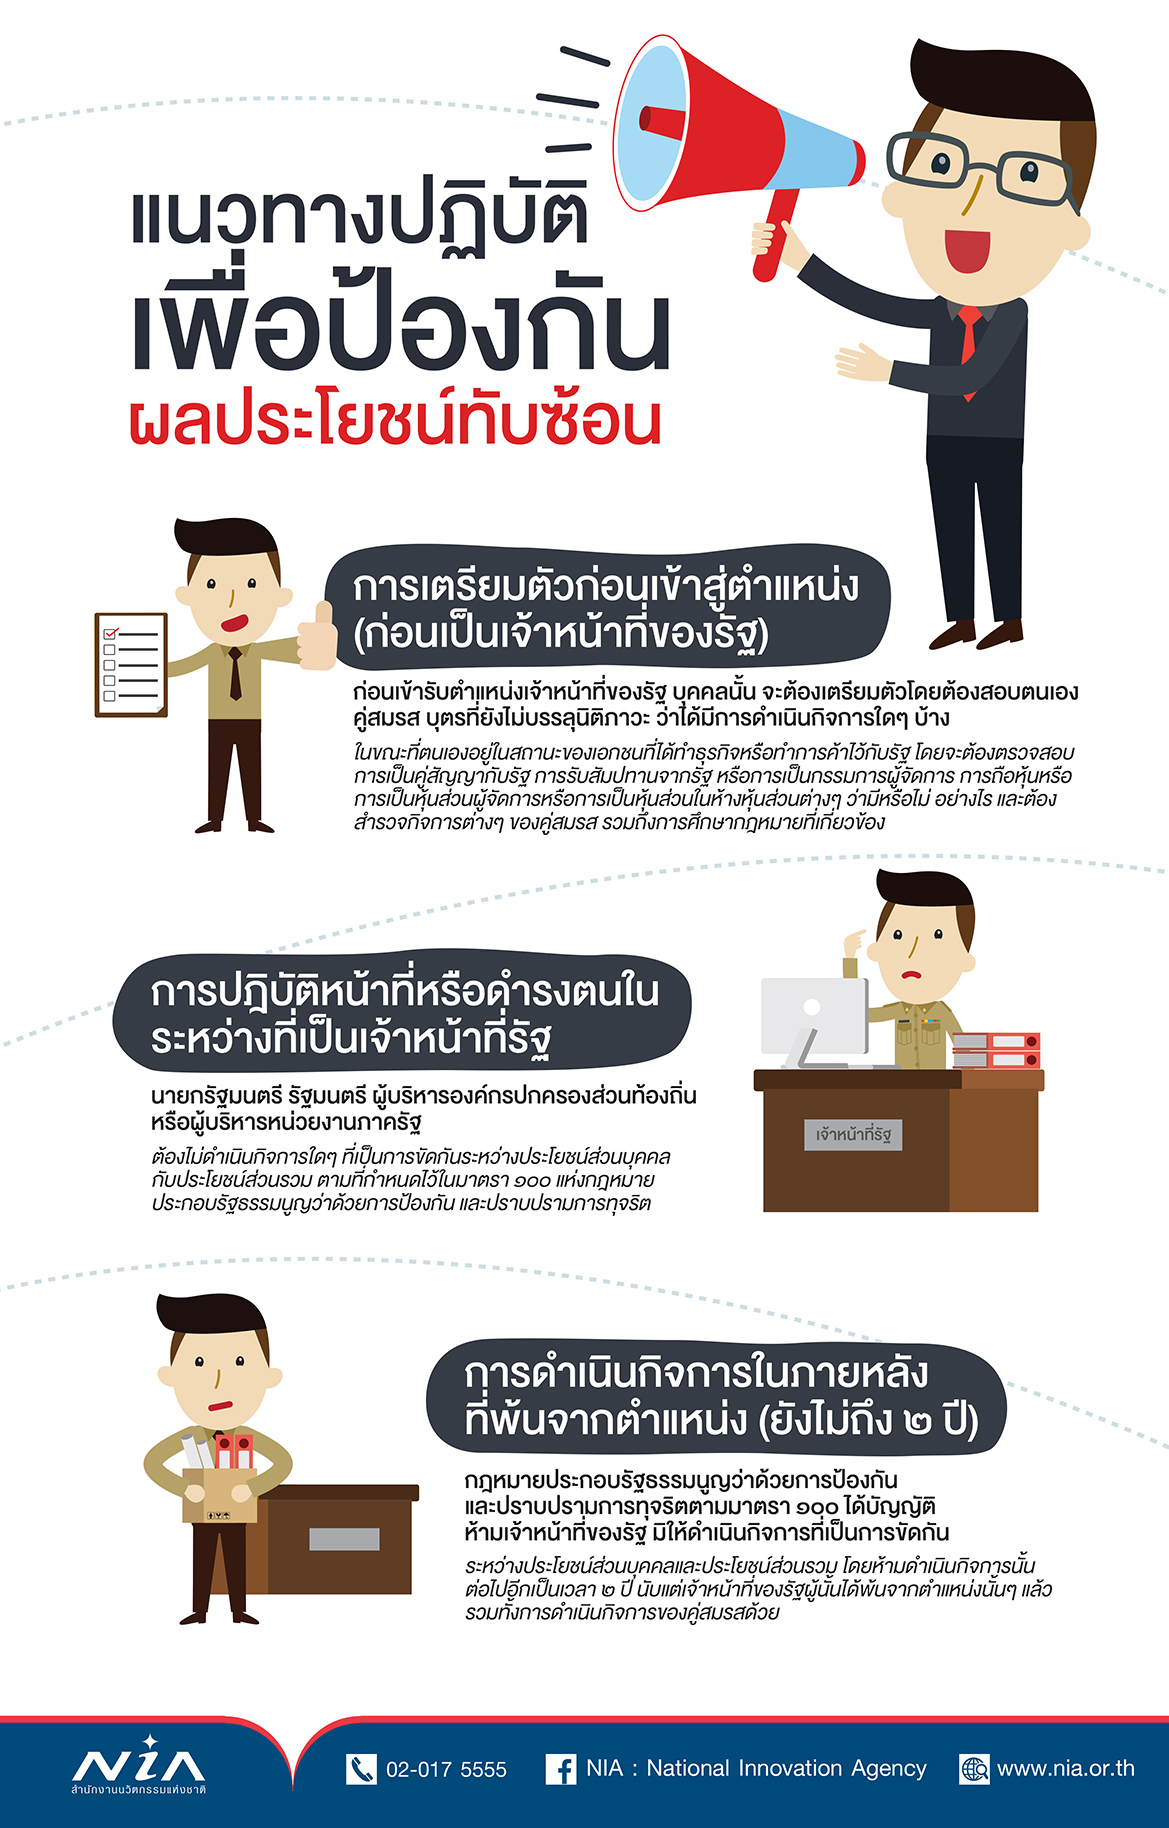 แนวทางปฏิบัติ
เพื่อป้องกัน
ผลประโยชน์ทับซ้อน
การเตรียมตัวก่อนเข้าสู่ตำแหน่ง
(ก่อนเป็นเจ้าหน้าที่ของรัฐ)
ก่อนเข้ารับตำแหน่งเจ้าหน้าที่ของรัฐ บุคคลนั้น จะต้องเตรียมตัวโดยต้องสอบตนเอง
คู่สมรส บุตรที่ยังไม่บรรลุนิติภาวะ ว่าได้มีการดำเนินกิจการใดๆ บ้าง
ในขณะที่ตนเองอยู่ในสถานะของเอกชนที่ได้ทำธุรกิจหรือทำการค้าไว้กับรัฐ โดยจะต้องตรวจสอบ
การเป็นคู่สัญญากับรัฐ การรับสัมปทานจากรัฐ หรือการเป็นกรรมการผู้จัดการ การถือหุ้นหรือ
การเป็นหุ้นส่วนผู้จัดการหรือการเป็นหุ้นส่วนในห้างหุ้นส่วนต่างๆ ว่ามีหรือไม่ อย่างไร และต้อง
สำรวจกิจการต่างๆ ของคู่สมรส รวมถึงการศึกษากฎหมายที่เกี่ยวข้อง
การปฎิบัติหน้าที่หรือดำรงตนใน
ระหว่างที่เป็นเจ้าหน้าที่รัฐ
นายกรัฐมนตรี รัฐมนตรี ผู้บริหารองค์กรปกครองส่วนท้องถิ่น
หรือผู้บริหารหน่วยงานภาครัฐ
ต้องไม่ดำเนินกิจการใดๆ ที่เป็นการขัดกันระหว่างประโยชน์ส่วนบุคคล
กับประโยชน์ส่วนรวม ตามที่กำหนดไว้ในมาตรา ๑๐๐ แห่งกฎหมาย
ประกอบรัฐธรรมนูญว่าด้วยการป้องกัน และปราบปรามการทุจริต
เจ้าหน้าที่รัฐ
การดำเนินกิจการในภายหลัง
ที่พ้นจากตำแหน่ง (ยังไม่ถึง ๒ ปี)
กฎหมายประกอบรัฐธรรมนูญว่าด้วยการป้องกัน
และปราบปรามการทุจริตตามมาตรา ๑๐๐ ได้บัญญัติ
ห้ามเจ้าหน้าที่ของรัฐ มิให้ดำเนินกิจการที่เป็นการขัดกัน
ระหว่างประโยชน์ส่วนบุคคลและประโยชน์ส่วนรวม โดยห้ามดำเนินกิจการนั้น
ต่อไปอีกเป็นเวลา ๒ ปี นับแต่เจ้าหน้าที่ของรัฐผู้นั้นได้พ้นจากตำแหน่งนั้นๆ แล้ว
รวมทั้งการดำเนินกิจการของคู่สมรสด้วย
NIA
สำนักงานนวัตกรรมแห่งชาติ
02-017 5555
NIA : National Innovation Agency
www.nia.or.th